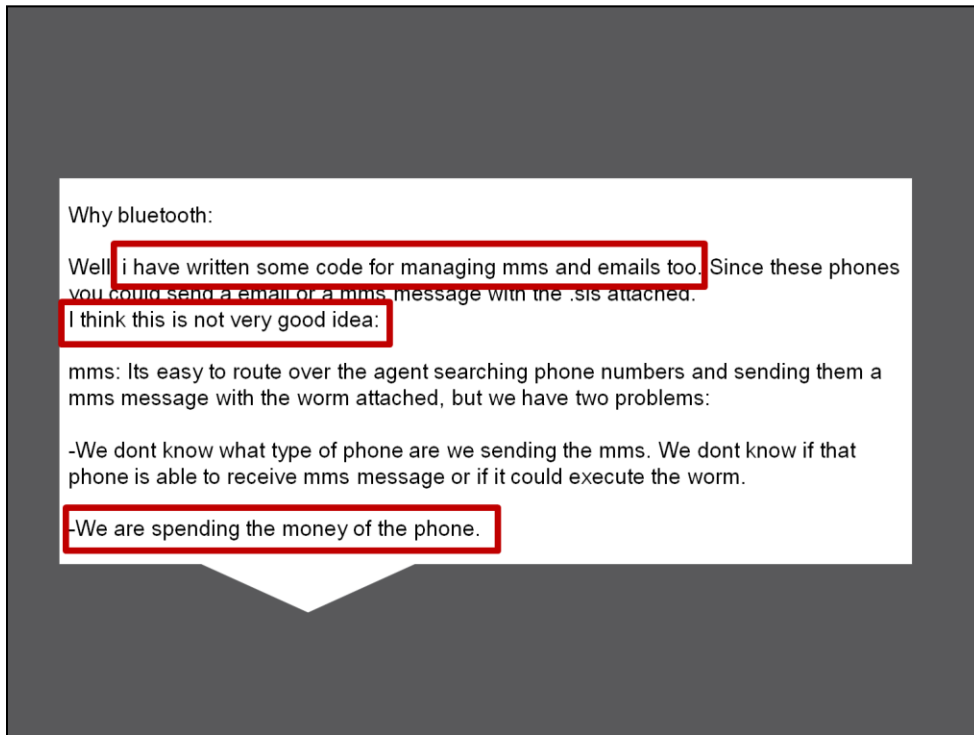 Why bluetooth:
Well i have written some code for managing mms and emails too. Since these phones
you could send a email or a mms message with the .sis attached.
I think this is not very good idea:
mms: Its easy to route over the agent searching phone numbers and sending them a
mms message with the worm attached, but we have two problems:
-We dont know what type of phone are we sending the mms. We dont know if that
phone is able to receive mms message or if it could execute the worm.
-We are spending the money of the phone.